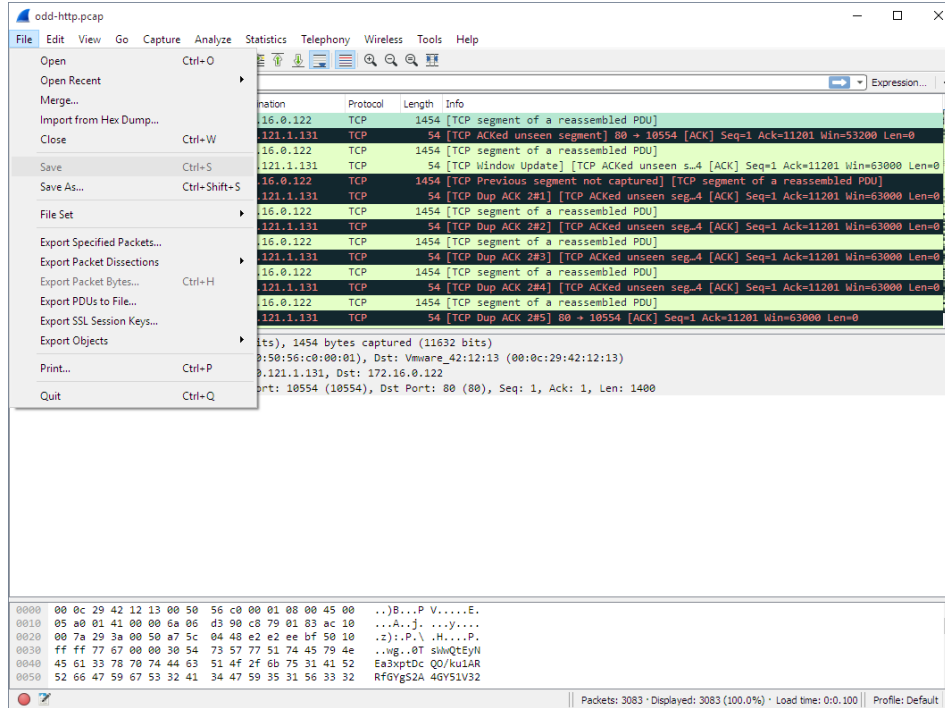 odd-http.pcap
File Edit View Go Capture Analyze Statistics Telephony Wireless Tools Help
Expression...
Open Ctrl+O
Open Recent
Merge...
Import from Hex Dump...
Close Ctrl+W
Save Ctrl+S
Save As... Ctrl+Shift+S
File Set
Export Specified Packets...
Export Packet Dissections
Export Packet Bytes... Ctrl+H
Export PDUs to File...
Export SSL Session Keys...
Export Objects
Print... Ctrl+P
Quit Ctrl+Q
ination Protocol Length Info
.16.0.122 TCP 1454 [TCP segment of a reassembled PDU]
.121.1.131 TCP 54 [TCP ACKed unseen segment] 80 → 10554 [ACK] Seq=1 Ack=11201 Win=53200 Len=0
.16.0.122 TCP 1454 [TCP segment of a reassembled PDU]
.121.1.131 TCP 54 [TCP Window Update] [TCP ACKed unseen s…4 [ACK] Seq=1 Ack=11201 Win=63000 Len=0
.16.0.122 TCP 1454 [TCP Previous segment not captured] [TCP segment of a reassembled PDU]
.121.1.131 TCP 54 [TCP Dup ACK 2#1] [TCP ACKed unseen seg…4 [ACK] Seq=1 Ack=11201 Win=63000 Len=0
.16.0.122 TCP 1454 [TCP segment of a reassembled PDU]
.121.1.131 TCP 54 [TCP Dup ACK 2#2] [TCP ACKed unseen seg…4 [ACK] Seq=1 Ack=11201 Win=63000 Len=0
.16.0.122 TCP 1454 [TCP segment of a reassembled PDU]
.121.1.131 TCP 54 [TCP Dup ACK 2#3] [TCP ACKed unseen seg…4 [ACK] Seq=1 Ack=11201 Win=63000 Len=0
.16.0.122 TCP 1454 [TCP segment of a reassembled PDU]
.121.1.131 TCP 54 [TCP Dup ACK 2#4] [TCP ACKed unseen seg…4 [ACK] Seq=1 Ack=11201 Win=63000 Len=0
.16.0.122 TCP 1454 [TCP segment of a reassembled PDU]
.121.1.131 TCP 54 [TCP Dup ACK 2#5] 80 → 10554 [ACK] Seq=1 Ack=11201 Win=63000 Len=0
its), 1454 bytes captured (11632 bits)
0:50:56:c0:00:01), Dst: Vmware_42:12:13 (00:0c:29:42:12:13)
0.121.1.131, Dst: 172.16.0.122
ort: 10554 (10554), Dst Port: 80 (80), Seq: 1, Ack: 1, Len: 1400
0000 00 0c 29 42 12 13 00 50 56 c0 00 01 08 00 45 00 ..)B...P V.....E.
0010 05 a0 01 41 00 00 6a 06 d3 90 c8 79 01 83 ac 10 ...A..j. ...y....
0020 00 7a 29 3a 00 50 a7 5c 04 48 e2 e2 ee bf 50 10 .z):.P.\ .H....P.
0030 ff ff 77 67 00 00 30 54 73 57 77 51 74 45 79 4e ..wg..0T sWwQtEyN
0040 45 61 33 78 70 74 44 63 51 4f 2f 6b 75 31 41 52 Ea3xptDc QO/ku1AR
0050 52 66 47 59 67 53 32 41 34 47 59 35 31 56 33 32 RfGYgS2A 4GY51V32
Packets: 3083 · Displayed: 3083 (100.0%) · Load time: 0:0.100 Profile: Default